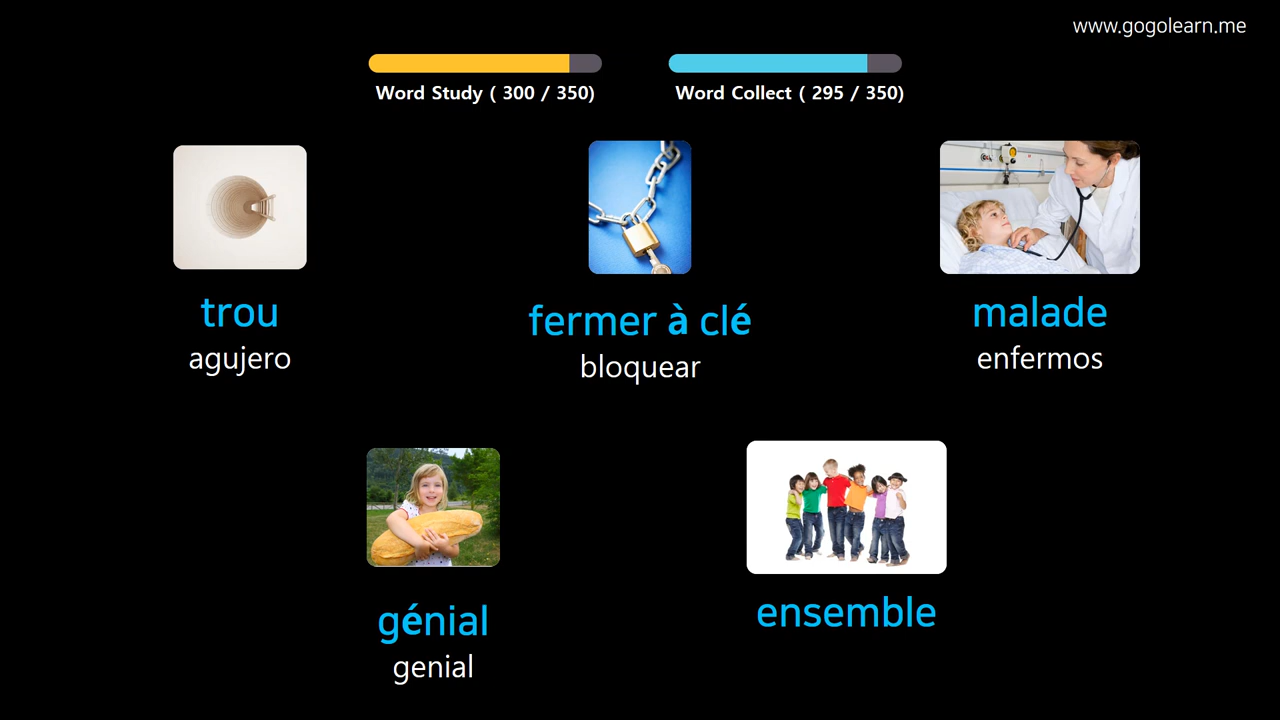 www.gogolearn.me
Word Study ( 300 / 350)
Word Collect ( 295 / 350)
trou
agujero
fermer à clé
bloquear
malade
enfermos
génial
genial
ensemble